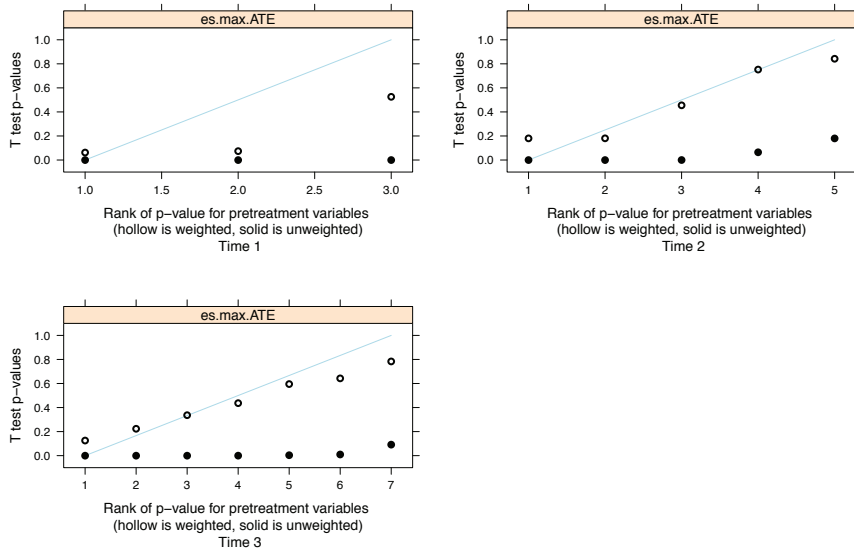 es.max.ATE
T test p−values
1.0
0.8
0.6
0.4
0.2
0.0
1.0 1.5 2.0 2.5 3.0
Rank of p−value for pretreatment variables
(hollow is weighted, solid is unweighted)
Time 1
es.max.ATE
T test p−values
1.0
0.8
0.6
0.4
0.2
0.0
1 2 3 4 5
Rank of p−value for pretreatment variables
(hollow is weighted, solid is unweighted)
Time 2
es.max.ATE
T test p−values
1.0
0.8
0.6
0.4
0.2
0.0
1 2 3 4 5 6 7
Rank of p−value for pretreatment variables
(hollow is weighted, solid is unweighted)
Time 3